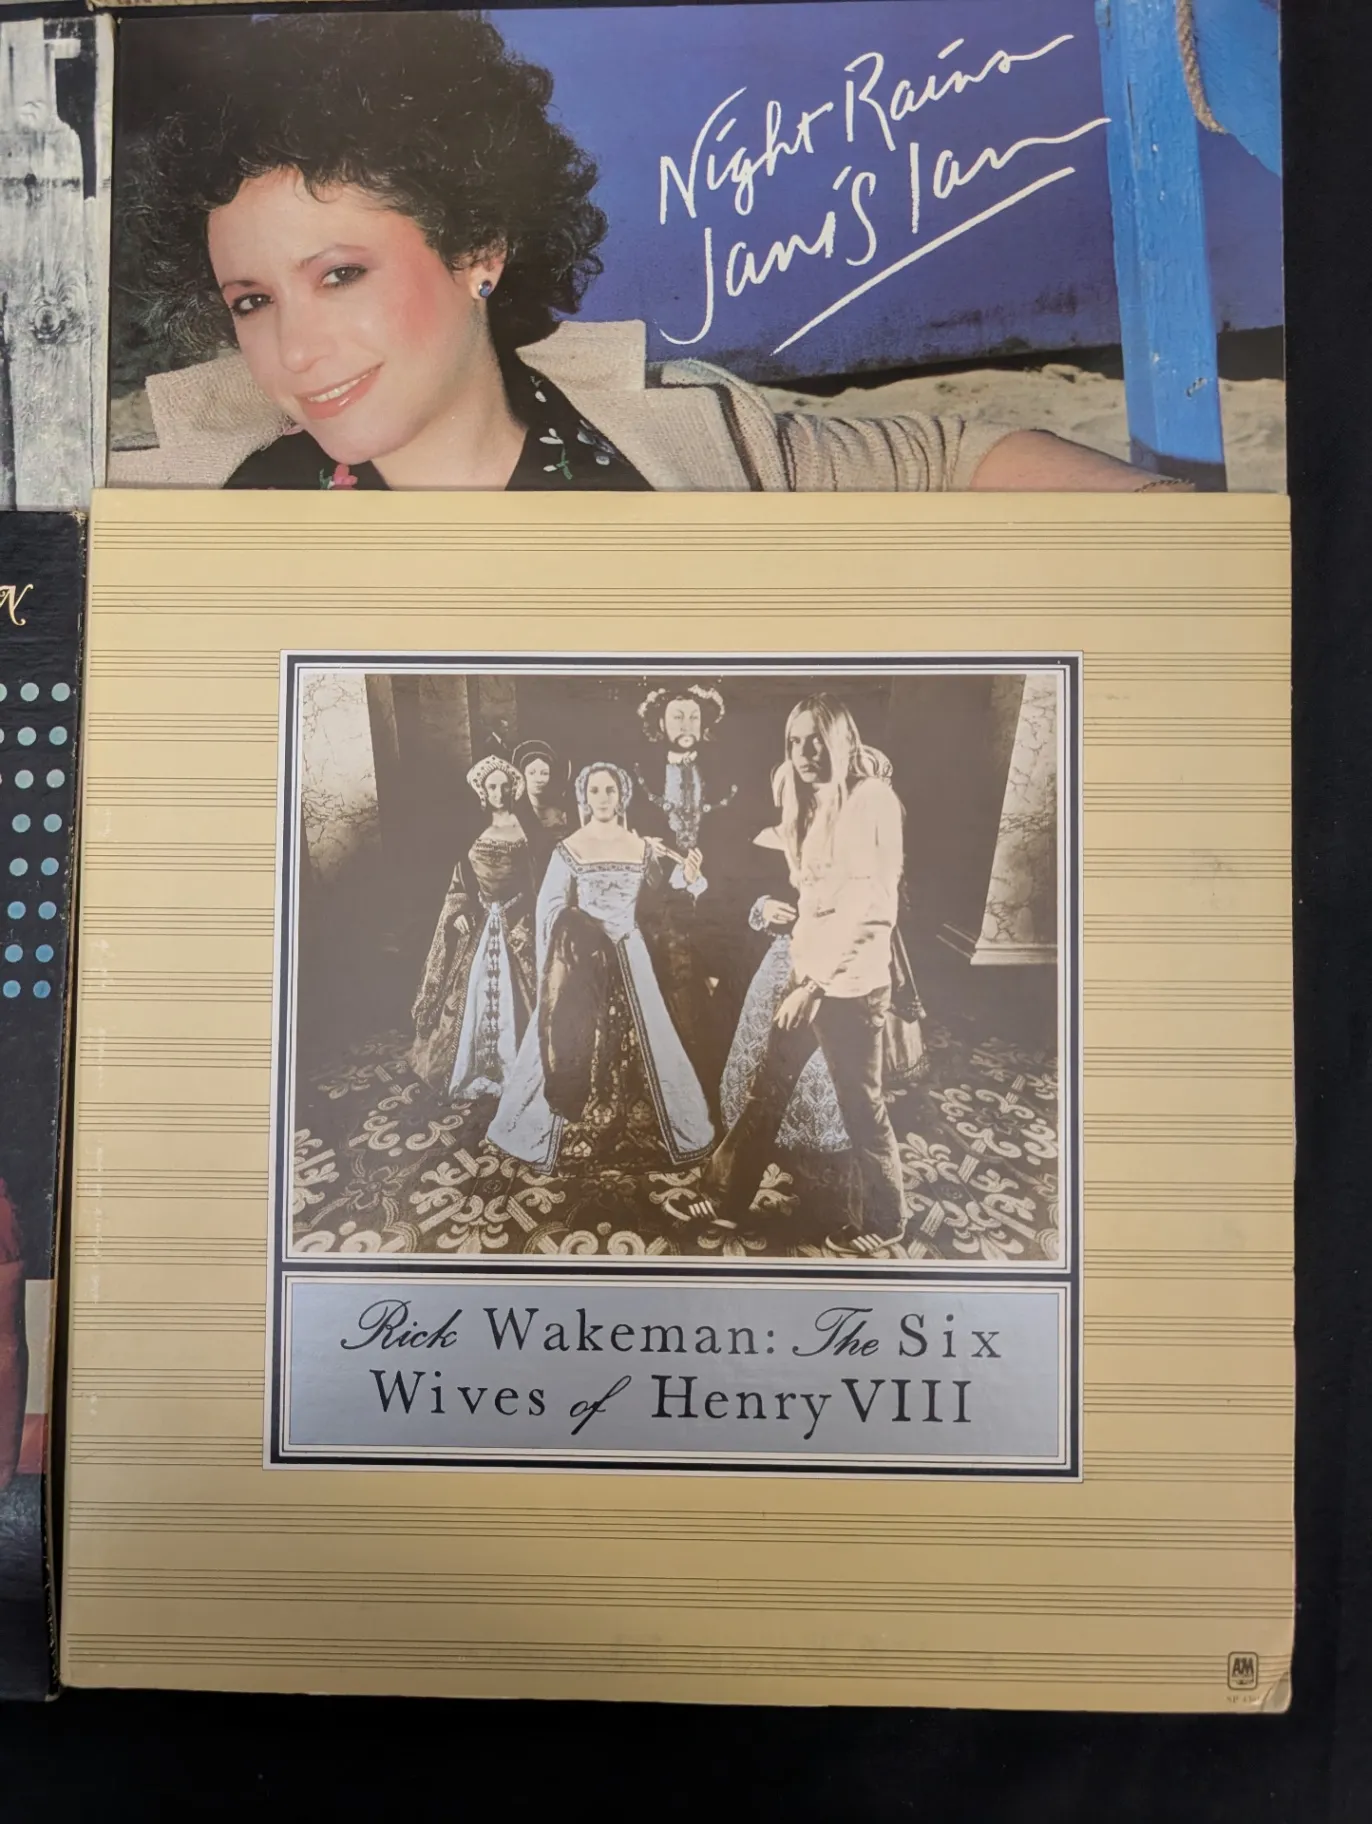 Night Rains
Janis Ian
N
Rick Wakeman: The Six
Wives of Henry VIII
A&M